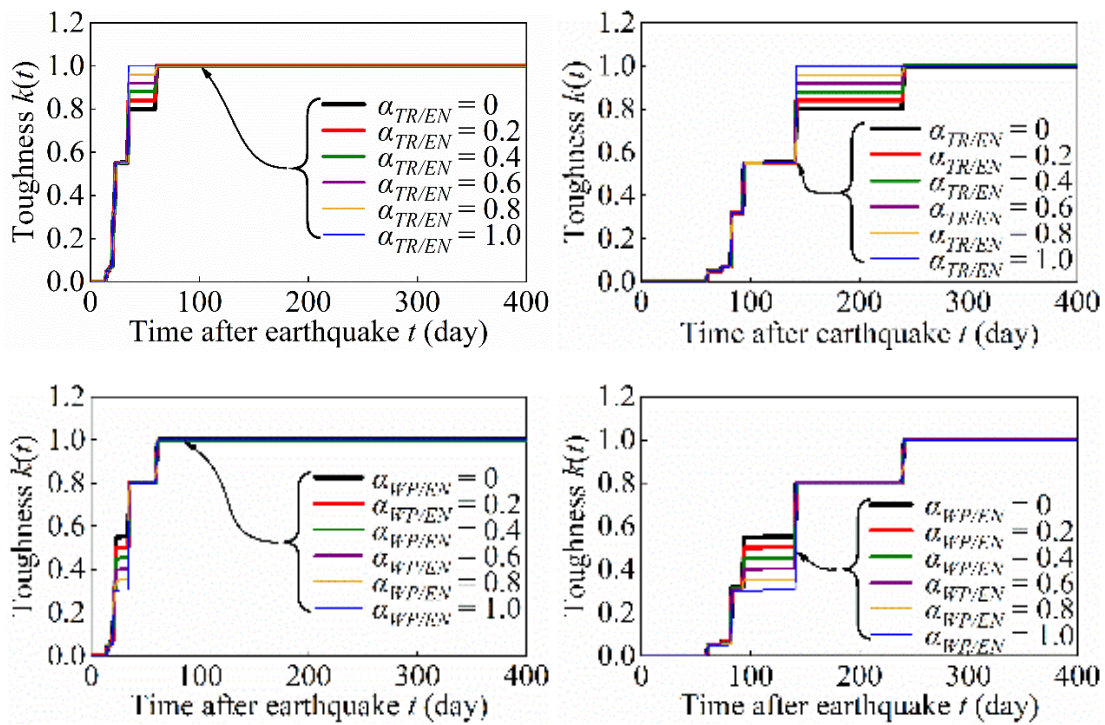 1.2
1.0
0.8
0.6
0.4
0.2
0.0
Toughness k(t)
α_TR/EN = 0
α_TR/EN = 0.2
α_TR/EN = 0.4
α_TR/EN = 0.6
α_TR/EN = 0.8
α_TR/EN = 1.0
0 100 200 300 400
Time after earthquake t (day)
1.2
1.0
0.8
0.6
0.4
0.2
0.0
Toughness k(t)
α_TR/EN = 0
α_TR/EN − 0.2
α_TR/EN − 0.4
α_TR/EN = 0.6
α_TR/EN − 0.8
α_TR/EN = 1.0
0 100 200 300 400
Time after carthquake t (day)
1.2
1.0
0.8
0.6
0.4
0.2
0.0
Toughness k(t)
α_WP/EN = 0
α_WP/EN = 0.2
α_WP/EN − 0.4
α_WP/EN − 0.6
α_WP/EN = 0.8
α_WP/EN = 1.0
0 100 200 300 400
Time after earthquake t (day)
1.2
1.0
0.8
0.6
0.4
0.2
0.0
Toughness k(t)
α_WP/EN − 0
α_WP/EN = 0.2
α_WP/EN = 0.4
α_WP/EN = 0.6
α_WP/EN = 0.8
α_WP/EN − 1.0
0 100 200 300 400
Time after earthquake t (day)